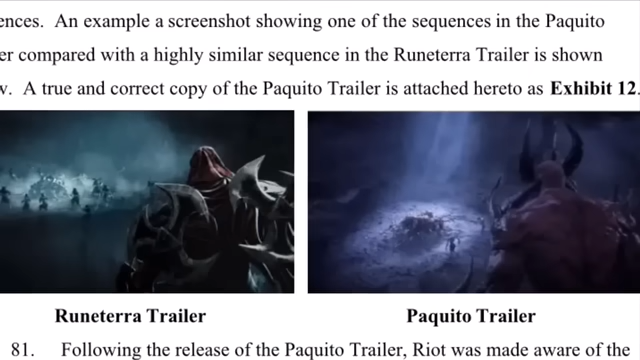 An example a screenshot showing one of the sequences in the Paquito
compared with a highly similar sequence in the Runeterra Trailer is shown
A true and correct copy of the Paquito Trailer is attached hereto as Exhibit 12.
Runeterra Trailer
Paquito Trailer
81. Following the release of the Paquito Trailer, Riot was made aware of the